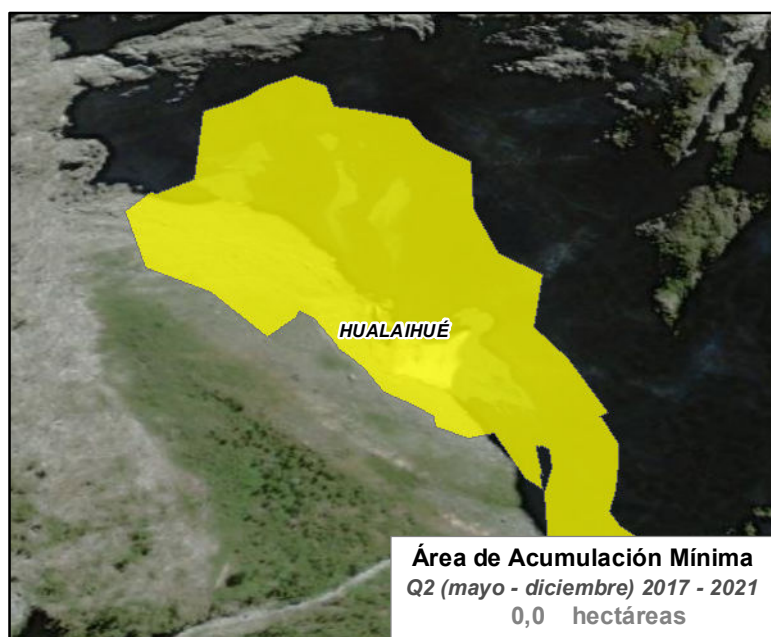 HUALAIHUÉ
Área de Acumulación Mínima
Q2 (mayo - diciembre) 2017 - 2021
0,0 hectáreas